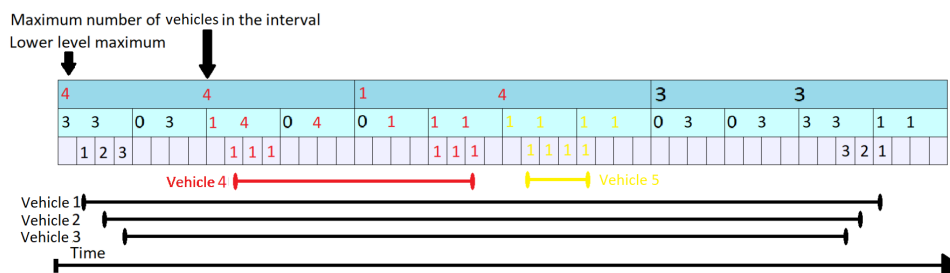 Maximum number of vehicles in the interval
Lower level maximum
4 4 1 4 3 3
3 3 0 3 1 4 0 4 0 1 1 1 1 1 1 1 0 3 0 3 3 3 1 1
1 2 3 1 1 1 1 1 1 1 1 1 1 3 2 1
Vehicle 4 Vehicle 5
Vehicle 1
Vehicle 2
Vehicle 3
Time